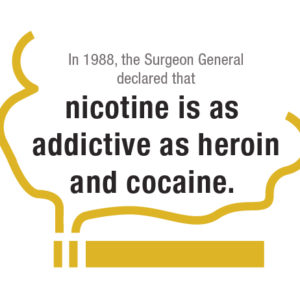 In 1988, the Surgeon General
declared that
nicotine is as
addictive as heroin
and cocaine.